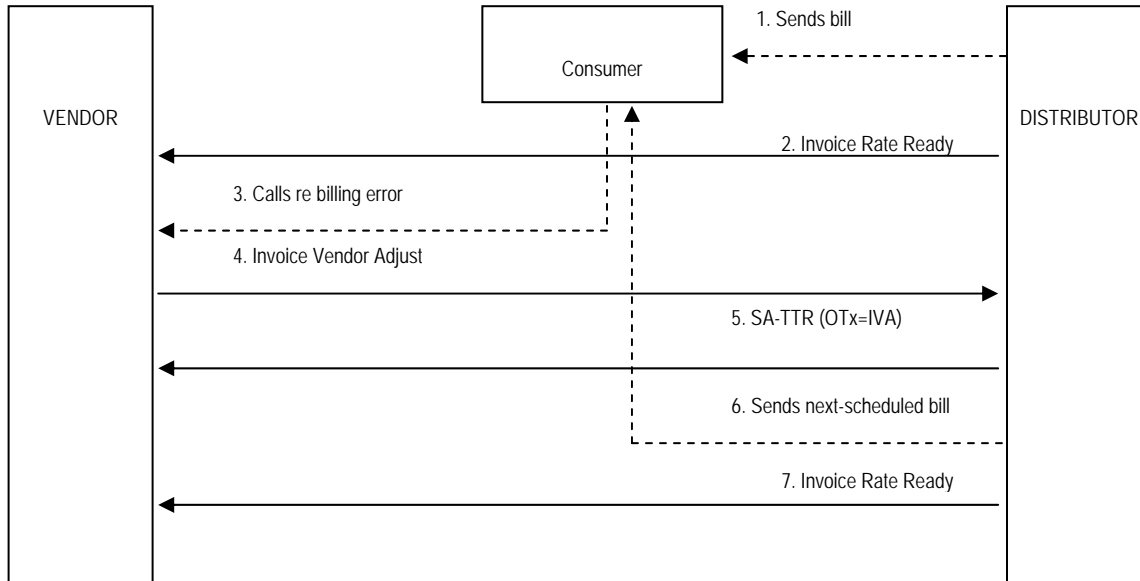 1. Sends bill
Consumer
VENDOR
DISTRIBUTOR
2. Invoice Rate Ready
3. Calls re billing error
4. Invoice Vendor Adjust
5. SA-TTR (OTx=IVA)
6. Sends next-scheduled bill
7. Invoice Rate Ready